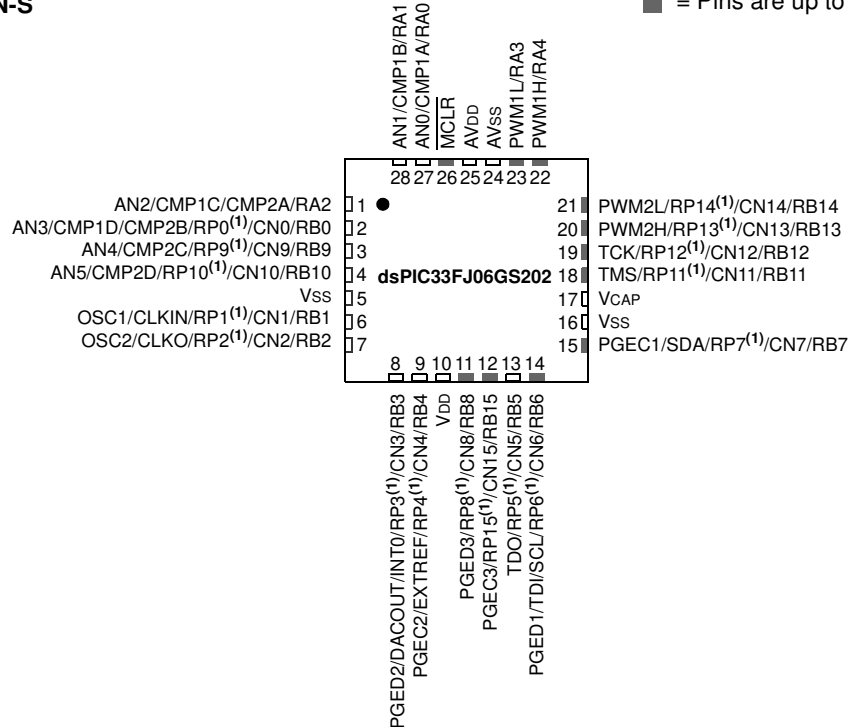 N-S
= Pins are up to
AN1/CMP1B/RA1
AN0/CMP1A/RA0
MCLR
AVDD
AVSS
PWM1L/RA3
PWM1H/RA4
28 27 26 25 24 23 22
AN2/CMP1C/CMP2A/RA2 1
AN3/CMP1D/CMP2B/RP0(1)/CN0/RB0 2
AN4/CMP2C/RP9(1)/CN9/RB9 3
AN5/CMP2D/RP10(1)/CN10/RB10 4
VSS 5
OSC1/CLKIN/RP1(1)/CN1/RB1 6
OSC2/CLKO/RP2(1)/CN2/RB2 7
dsPIC33FJ06GS202
21 PWM2L/RP14(1)/CN14/RB14
20 PWM2H/RP13(1)/CN13/RB13
19 TCK/RP12(1)/CN12/RB12
18 TMS/RP11(1)/CN11/RB11
17 VCAP
16 VSS
15 PGEC1/SDA/RP7(1)/CN7/RB7
8 9 10 11 12 13 14
PGED2/DACOUT/INT0/RP3(1)/CN3/RB3
PGEC2/EXTREF/RP4(1)/CN4/RB4
VDD
PGED3/RP8(1)/CN8/RB8
PGEC3/RP15(1)/CN15/RB15
TDO/RP5(1)/CN5/RB5
PGED1/TDI/SCL/RP6(1)/CN6/RB6